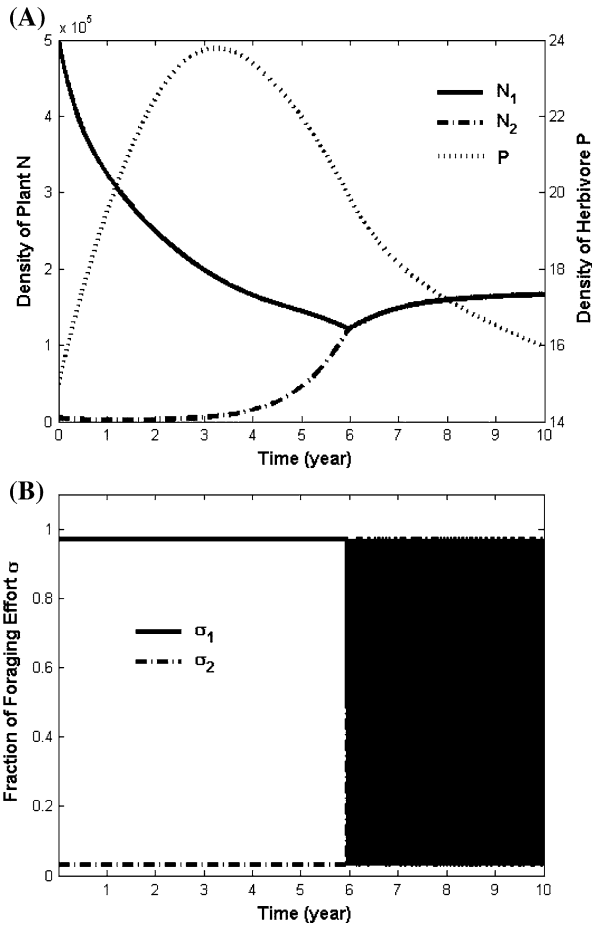 (A)
× 10⁵
5
4
3
2
1
0
Density of Plant N
24
22
20
18
16
14
Density of Herbivore P
N₁
N₂
P
0 1 2 3 4 5 6 7 8 9 10
Time (year)
(B)
1
0.8
0.6
0.4
0.2
0
Fraction of Foraging Effort σ
σ₁
σ₂
1 2 3 4 5 6 7 8 9 10
Time (year)